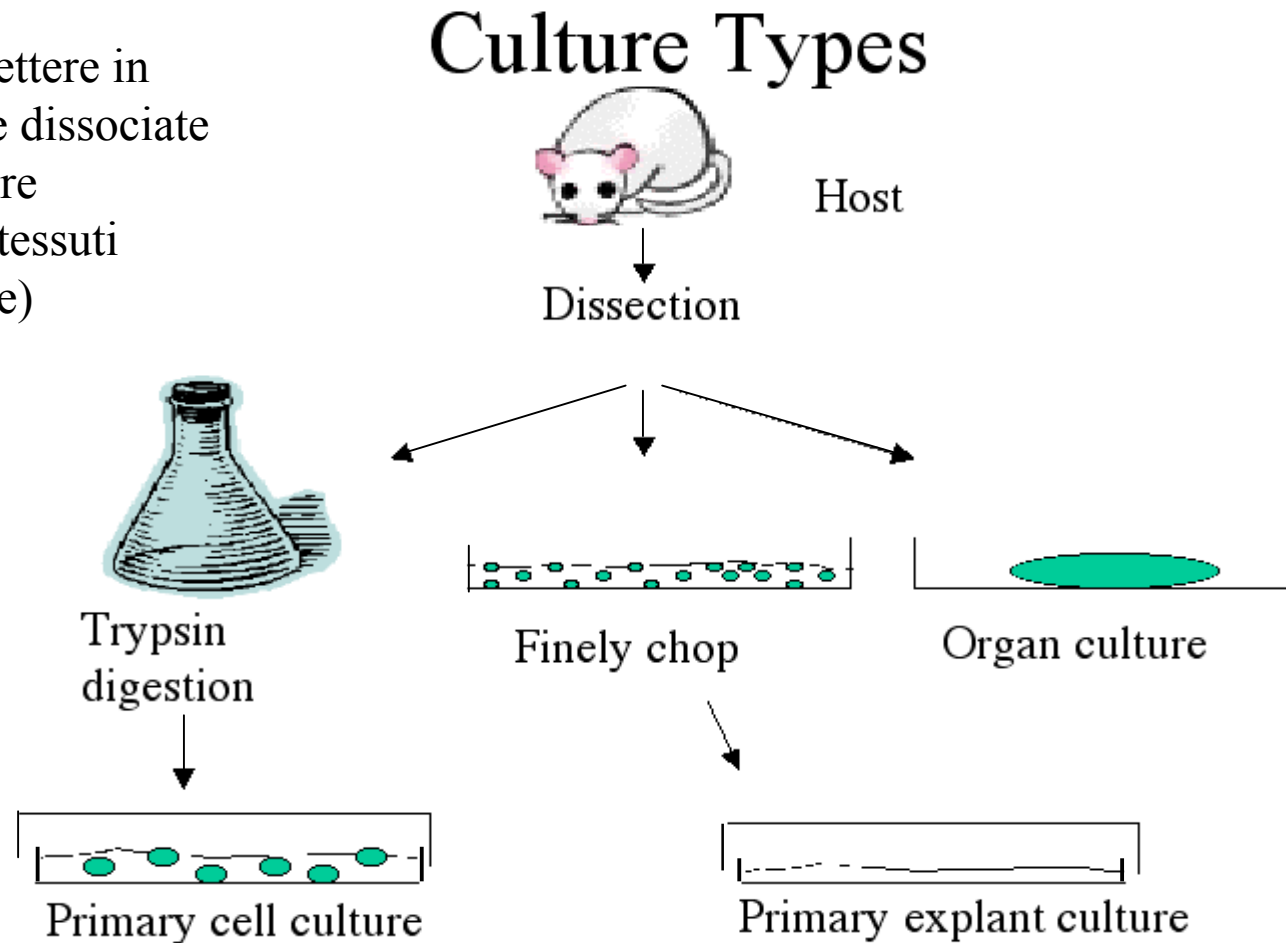 Culture Types
ettere in
e dissociate
re
tessuti
e)
Host
Dissection
Trypsin
digestion
Finely chop
Organ culture
Primary cell culture
Primary explant culture